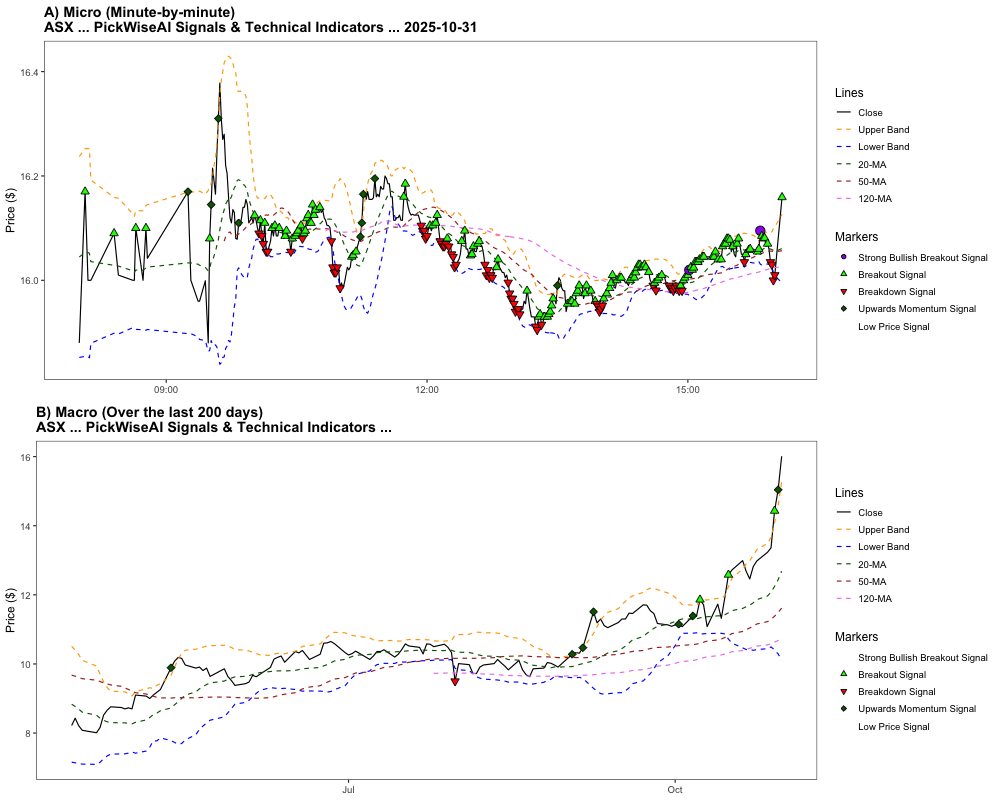 A) Micro (Minute-by-minute)
ASX ... PickWiseAI Signals & Technical Indicators ... 2025-10-31
Price ($)
16.4
16.2
16.0
09:00
12:00
15:00
Lines
Close
Upper Band
Lower Band
20-MA
50-MA
120-MA
Markers
Strong Bullish Breakout Signal
Breakout Signal
Breakdown Signal
Upwards Momentum Signal
Low Price Signal
B) Macro (Over the last 200 days)
ASX ... PickWiseAI Signals & Technical Indicators ...
Price ($)
16
14
12
10
8
Jul
Oct
Lines
Close
Upper Band
Lower Band
20-MA
50-MA
120-MA
Markers
Strong Bullish Breakout Signal
Breakout Signal
Breakdown Signal
Upwards Momentum Signal
Low Price Signal